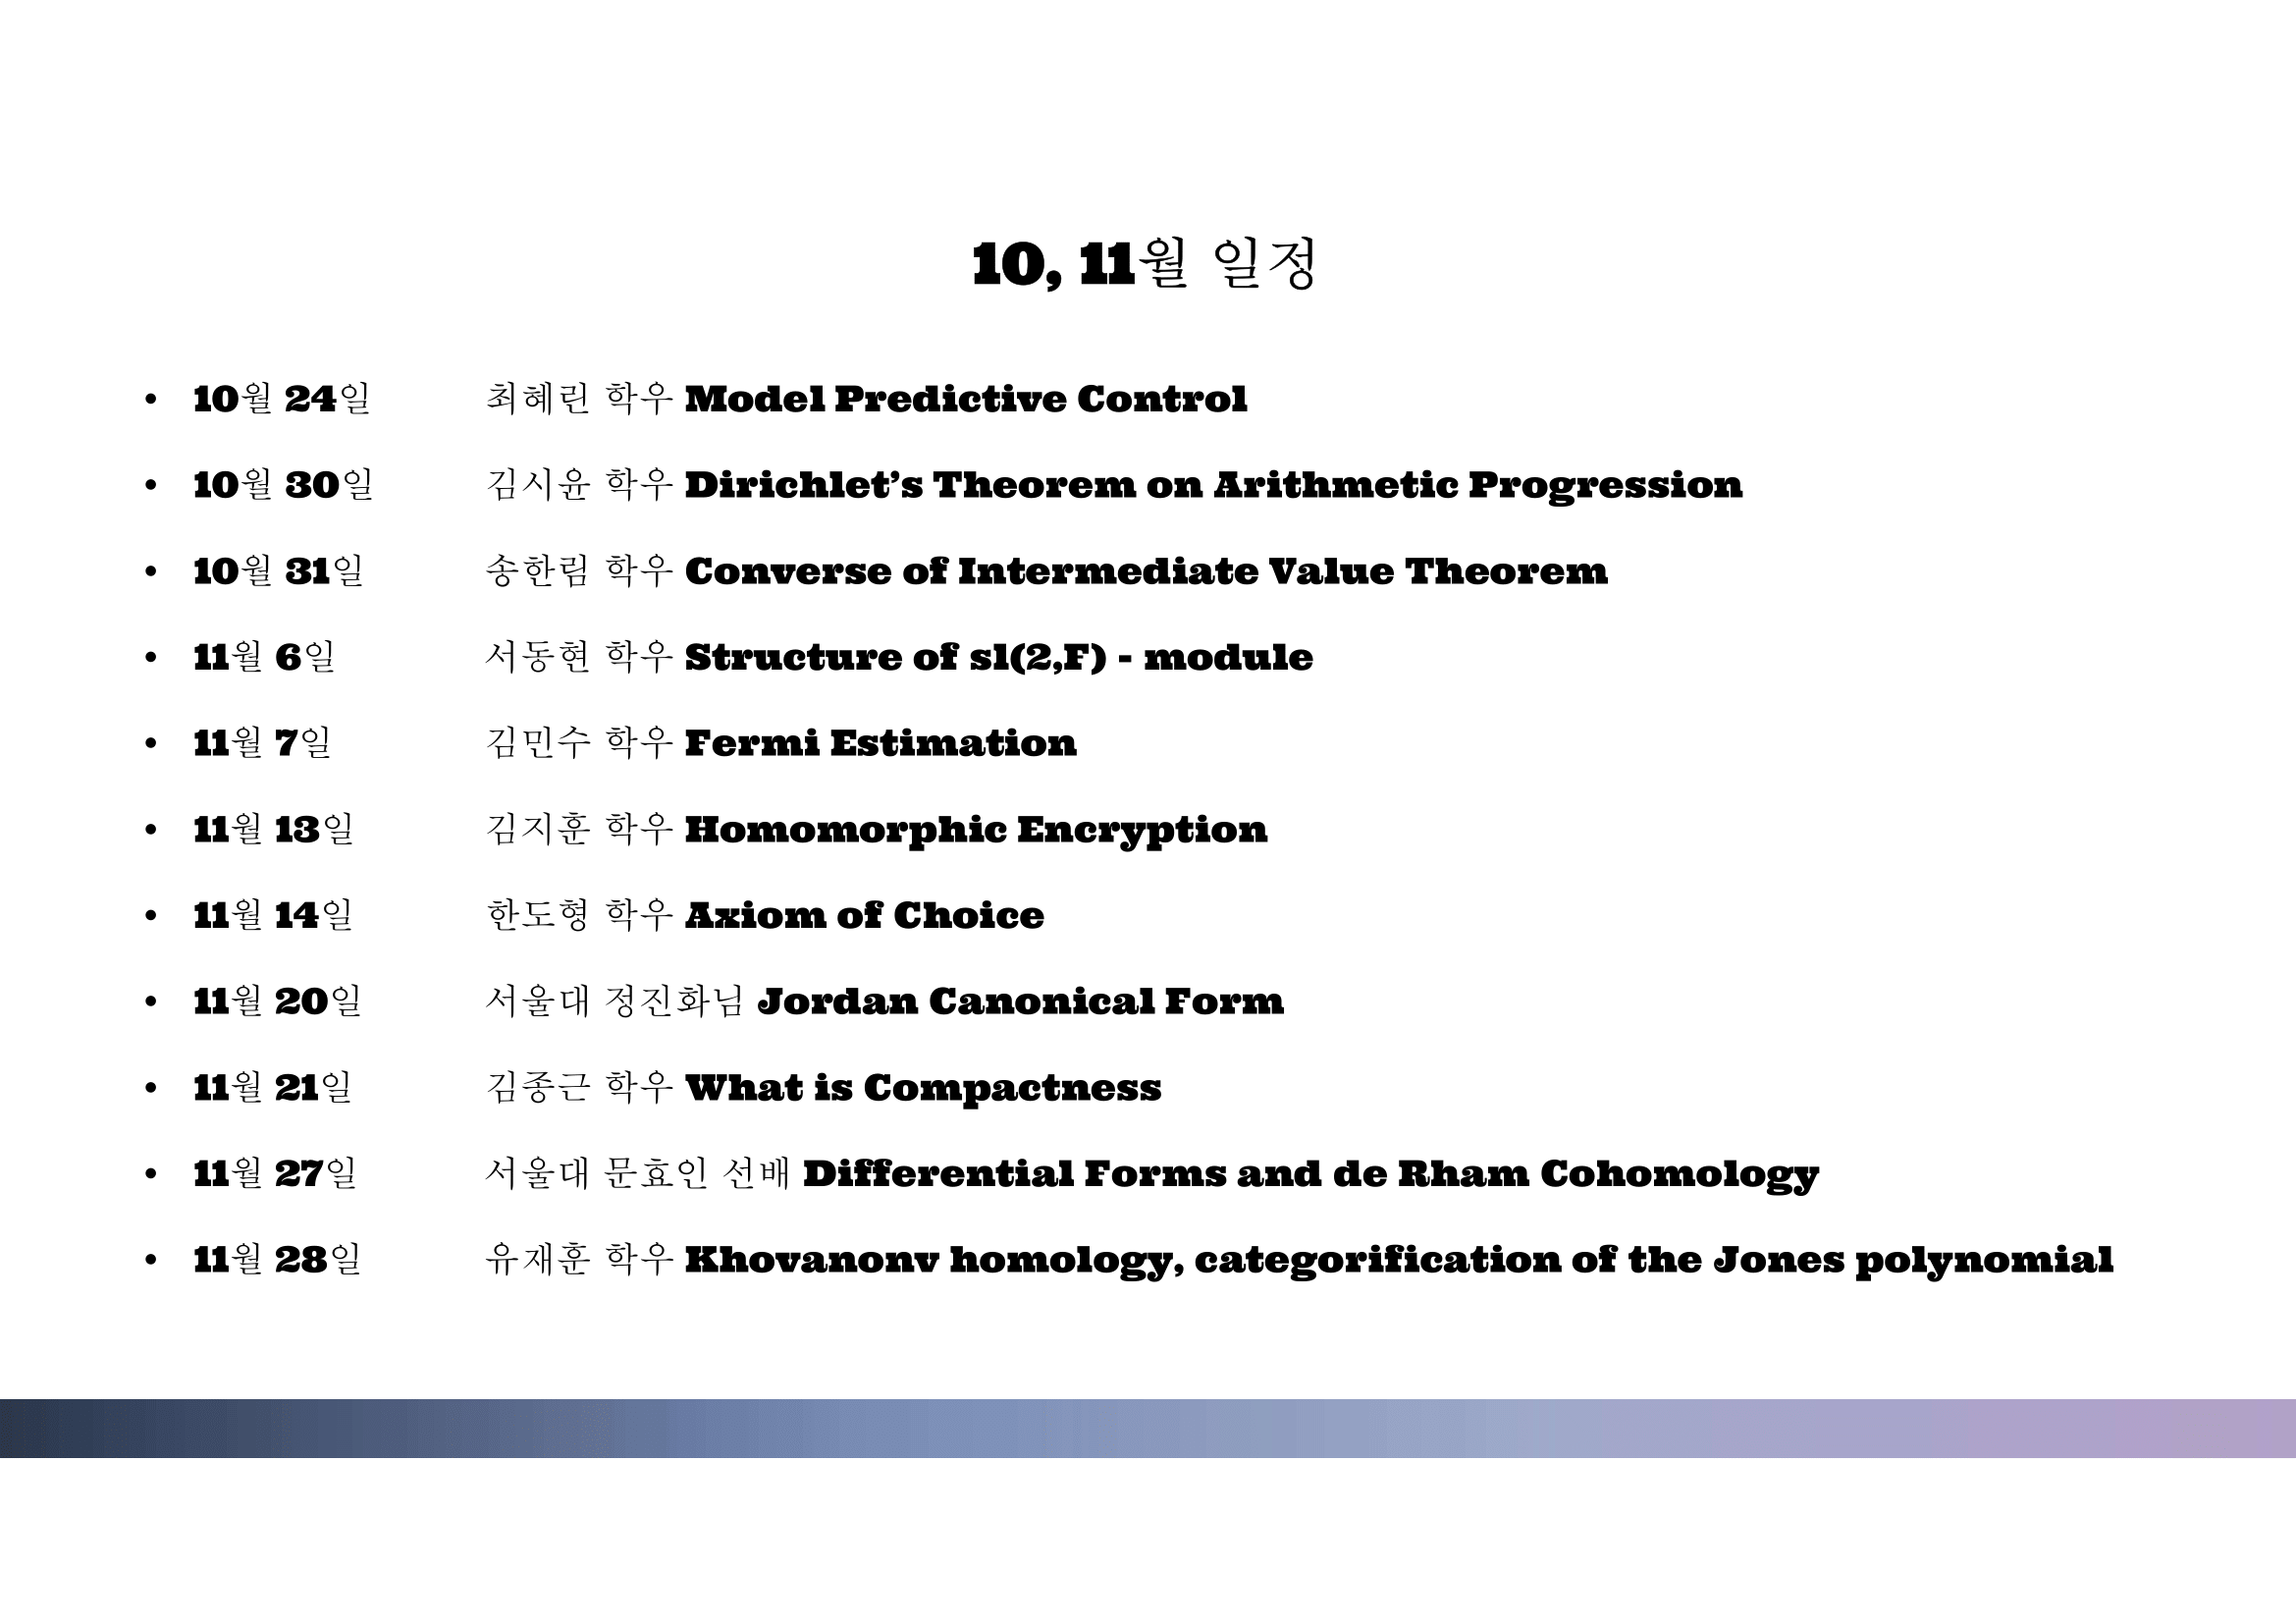 10, 11월 일정
• 10월 24일 최혜린 학우 Model Predictive Control
• 10월 30일 김시윤 학우 Dirichlet’s Theorem on Arithmetic Progression
• 10월 31일 송한림 학우 Converse of Intermediate Value Theorem
• 11월 6일 서동현 학우 Structure of sl(2,F) - module
• 11월 7일 김민수 학우 Fermi Estimation
• 11월 13일 김지훈 학우 Homomorphic Encryption
• 11월 14일 한도형 학우 Axiom of Choice
• 11월 20일 서울대 정진화님 Jordan Canonical Form
• 11월 21일 김종근 학우 What is Compactness
• 11월 27일 서울대 문효인 선배 Differential Forms and de Rham Cohomology
• 11월 28일 유재훈 학우 Khovanonv homology, categorification of the Jones polynomial